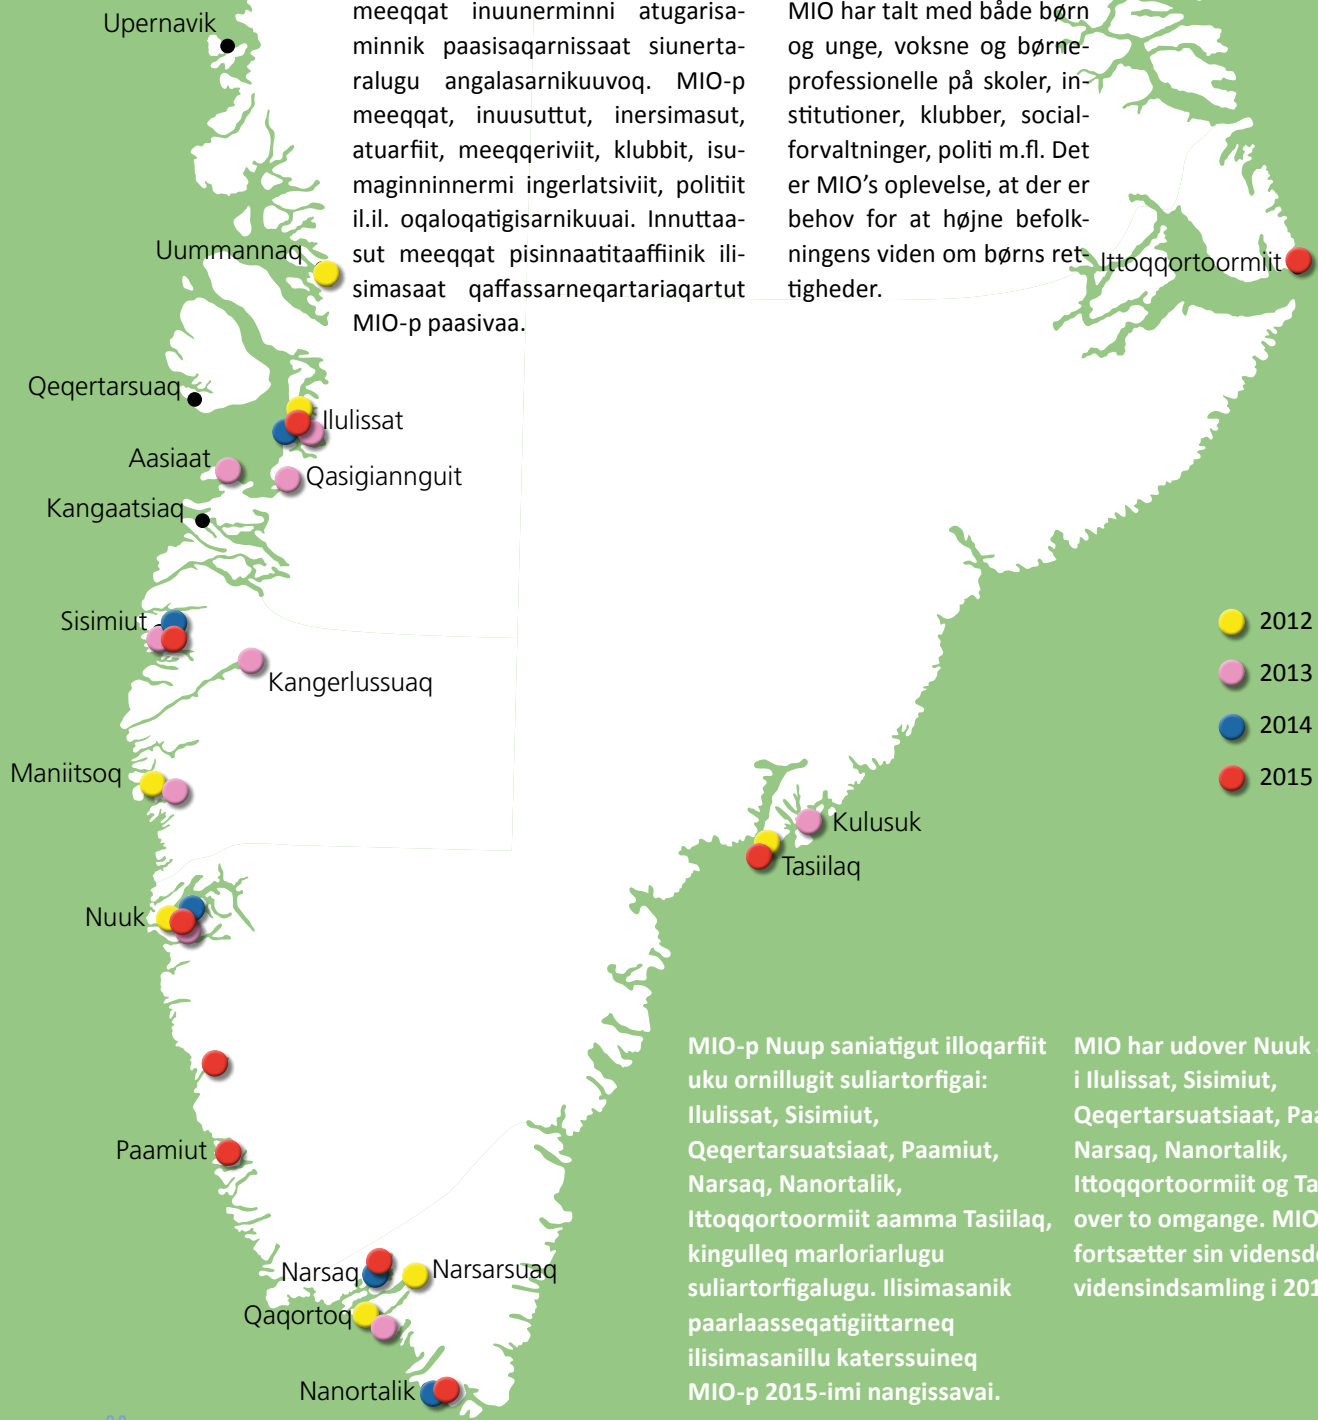 meeqqat inuunerminni atugarisa-
minnik paasisaqarnissaat siunerta-
ralugu angalasarnikuuvoq. MIO-p
meeqqat, inuusuttut, inersimasut,
atuarfiit, meeqqeriviit, klubbit, isu-
maginninnermi ingerlatsiviit, politiit
il.il. oqaloqatigisarnikuuai. Innuttaa-
sut meeqqat pisinnaatitaaffiinik ili-
simasaat qaffassarneqartariaqartut
MIO-p paasivaa.
MIO har talt med både børn
og unge, voksne og børne-
professionelle på skoler, in-
stitutioner, klubber, social-
forvaltninger, politi m.fl. Det
er MIO's oplevelse, at der er
behov for at højne befolk-
ningens viden om børns ret-
tigheder.
Upernavik
Uummannaq
Ittoqqortoormiit
Qeqertarsuaq
Ilulissat
Aasiaat
Qasigiannguit
Kangaatsiaq
Sisimiut
Kangerlussuaq
Maniitsoq
Kulusuk
Tasiilaq
Nuuk
Paamiut
Narsaq
Narsarsuaq
Qaqortoq
Nanortalik
2012
2013
2014
2015
MIO-p Nuup saniatigut illoqarfiit
uku ornillugit suliartorfigai:
Ilulissat, Sisimiut,
Qeqertarsuatsiaat, Paamiut,
Narsaq, Nanortalik,
Ittoqqortoormiit aamma Tasiilaq,
kingulleq marloriarlugu
suliartorfigalugu. Ilisimasanik
paarlaasseqatigiittarneq
ilisimasanillu katerssuineq
MIO-p 2015-imi nangissavai.
MIO har udover Nuuk
i Ilulissat, Sisimiut,
Qeqertarsuatsiaat,
Narsaq, Nanortalik,
Ittoqqortoormiit og
over to omgange. MIO
fortsætter sin
vidensindsamling i